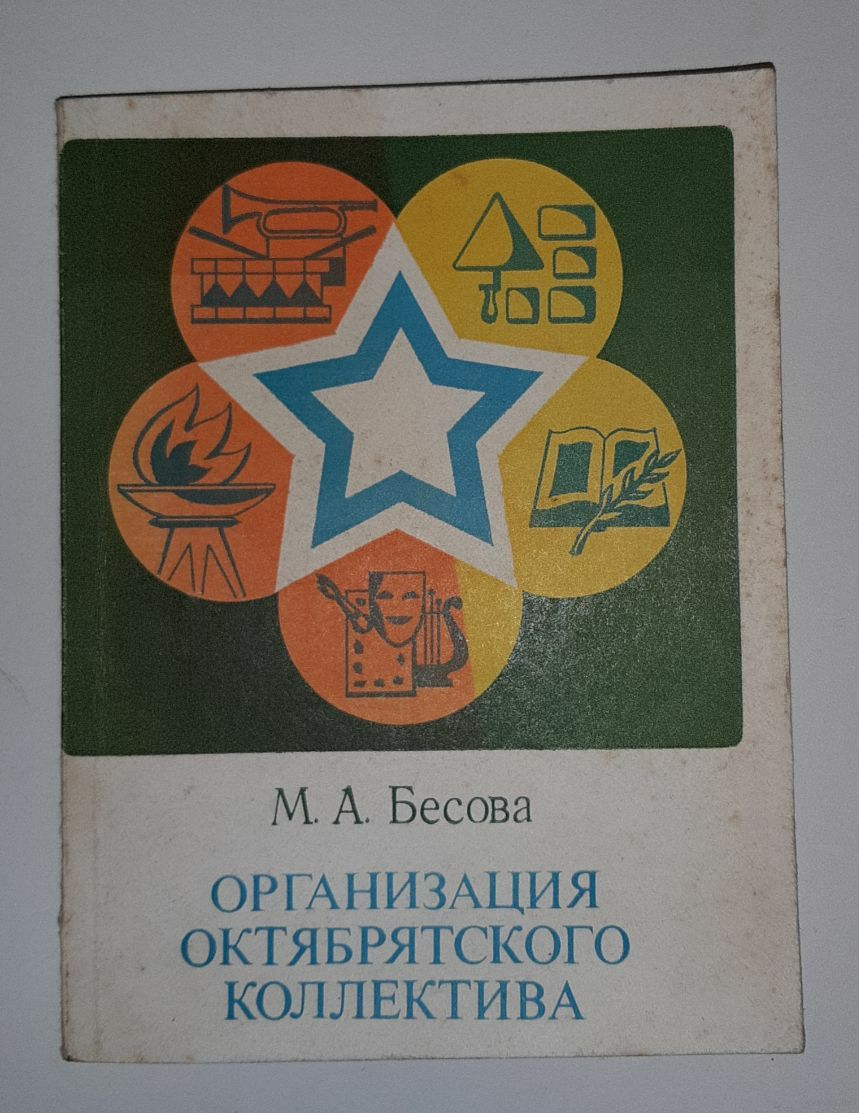 М. А. Бесова
ОРГАНИЗАЦИЯ
ОКТЯБРЯТСКОГО
КОЛЛЕКТИВА